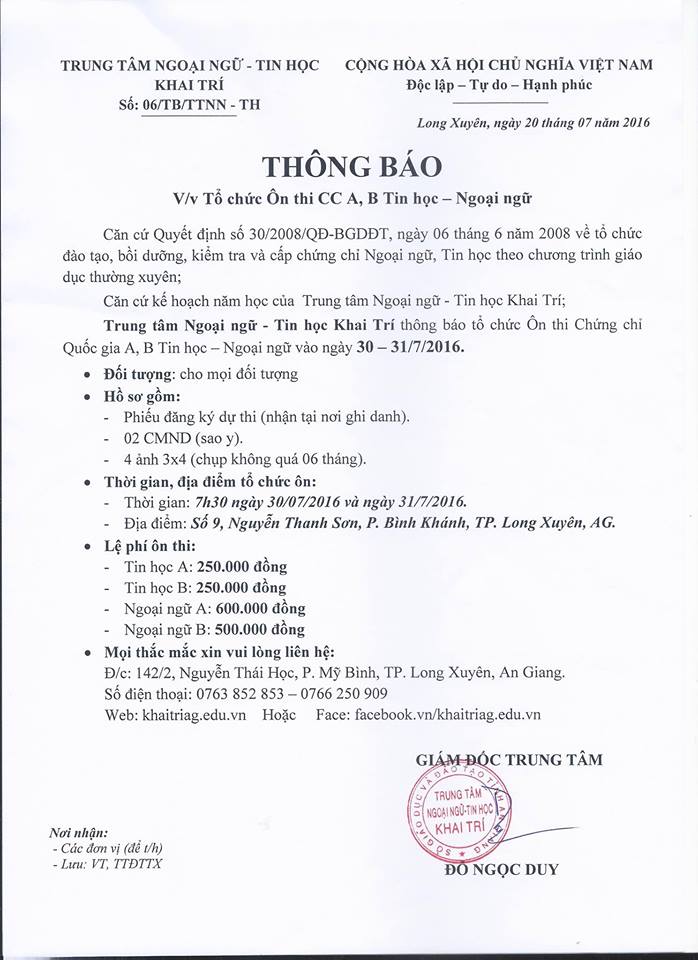 TRUNG TÂM NGOẠI NGỮ - TIN HỌC
KHAI TRÍ
Số: 06/TB/TTNN - TH
CỘNG HÒA XÃ HỘI CHỦ NGHĨA VIỆT NAM
Độc lập – Tự do – Hạnh phúc
Long Xuyên, ngày 20 tháng 07 năm 2016
THÔNG BÁO
V/v Tổ chức Ôn thi CC A, B Tin học – Ngoại ngữ
Căn cứ Quyết định số 30/2008/QĐ-BGDĐT, ngày 06 tháng 6 năm 2008 về tổ chức
đào tạo, bồi dưỡng, kiểm tra và cấp chứng chỉ Ngoại ngữ, Tin học theo chương trình giáo
dục thường xuyên;
Căn cứ kế hoạch năm học của Trung tâm Ngoại ngữ - Tin học Khai Trí;
Trung tâm Ngoại ngữ - Tin học Khai Trí thông báo tổ chức Ôn thi Chứng chỉ
Quốc gia A, B Tin học – Ngoại ngữ vào ngày 30 – 31/7/2016.
• Đối tượng: cho mọi đối tượng
• Hồ sơ gồm:
- Phiếu đăng ký dự thi (nhận tại nơi ghi danh).
- 02 CMND (sao y).
- 4 ảnh 3x4 (chụp không quá 06 tháng).
• Thời gian, địa điểm tổ chức ôn:
- Thời gian: 7h30 ngày 30/07/2016 và ngày 31/7/2016.
- Địa điểm: Số 9, Nguyễn Thanh Sơn, P. Bình Khánh, TP. Long Xuyên, AG.
• Lệ phí ôn thi:
- Tin học A: 250.000 đồng
- Tin học B: 250.000 đồng
- Ngoại ngữ A: 600.000 đồng
- Ngoại ngữ B: 500.000 đồng
• Mọi thắc mắc xin vui lòng liên hệ:
Đ/c: 142/2, Nguyễn Thái Học, P. Mỹ Bình, TP. Long Xuyên, An Giang.
Số điện thoại: 0763 852 853 – 0766 250 909
Web: khaitriag.edu.vn Hoặc Face: facebook.vn/khaitriag.edu.vn
GIÁM ĐỐC TRUNG TÂM
SỞ GIÁO DỤC VÀ ĐÀO TẠO TỈNH AN GIANG
TRUNG TÂM
NGOẠI NGỮ-TIN HỌC
KHAI TRÍ
ĐỖ NGỌC DUY
Nơi nhận:
- Các đơn vị (để t/h)
- Lưu: VT, TTĐTTX